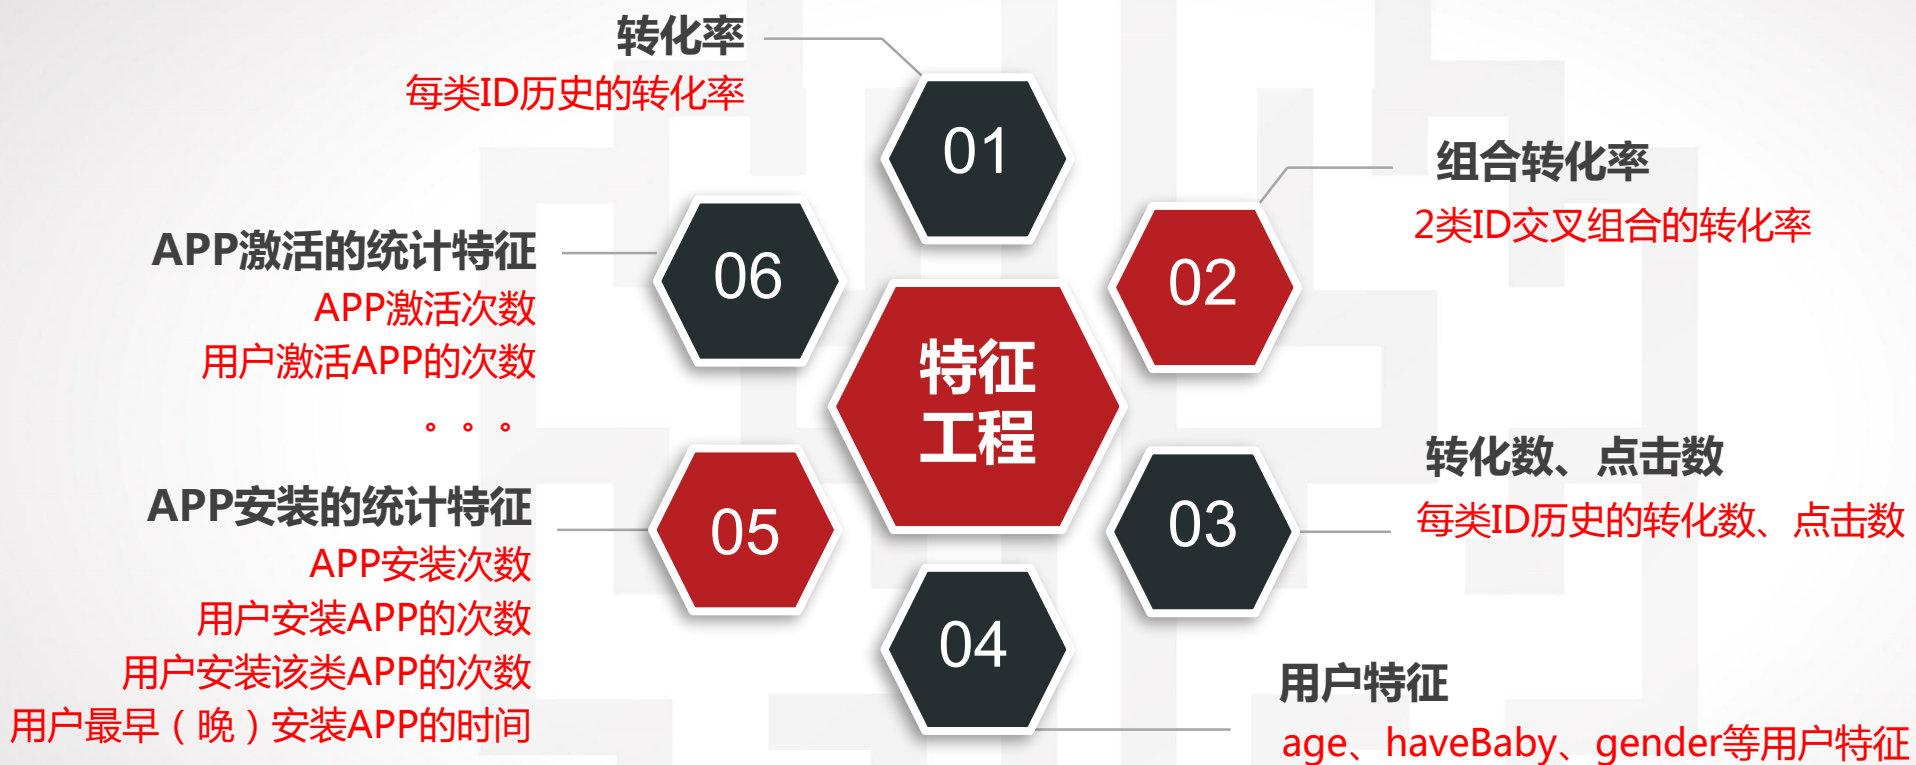 转化率
每类ID历史的转化率
01
组合转化率
2类ID交叉组合的转化率
02
转化数、点击数
每类ID历史的转化数、点击数
03
用户特征
age、haveBaby、gender等用户特征
04
APP安装的统计特征
APP安装次数
用户安装APP的次数
用户安装该类APP的次数
用户最早（晚）安装APP的时间
05
APP激活的统计特征
APP激活次数
用户激活APP的次数
。。。
06
特征
工程